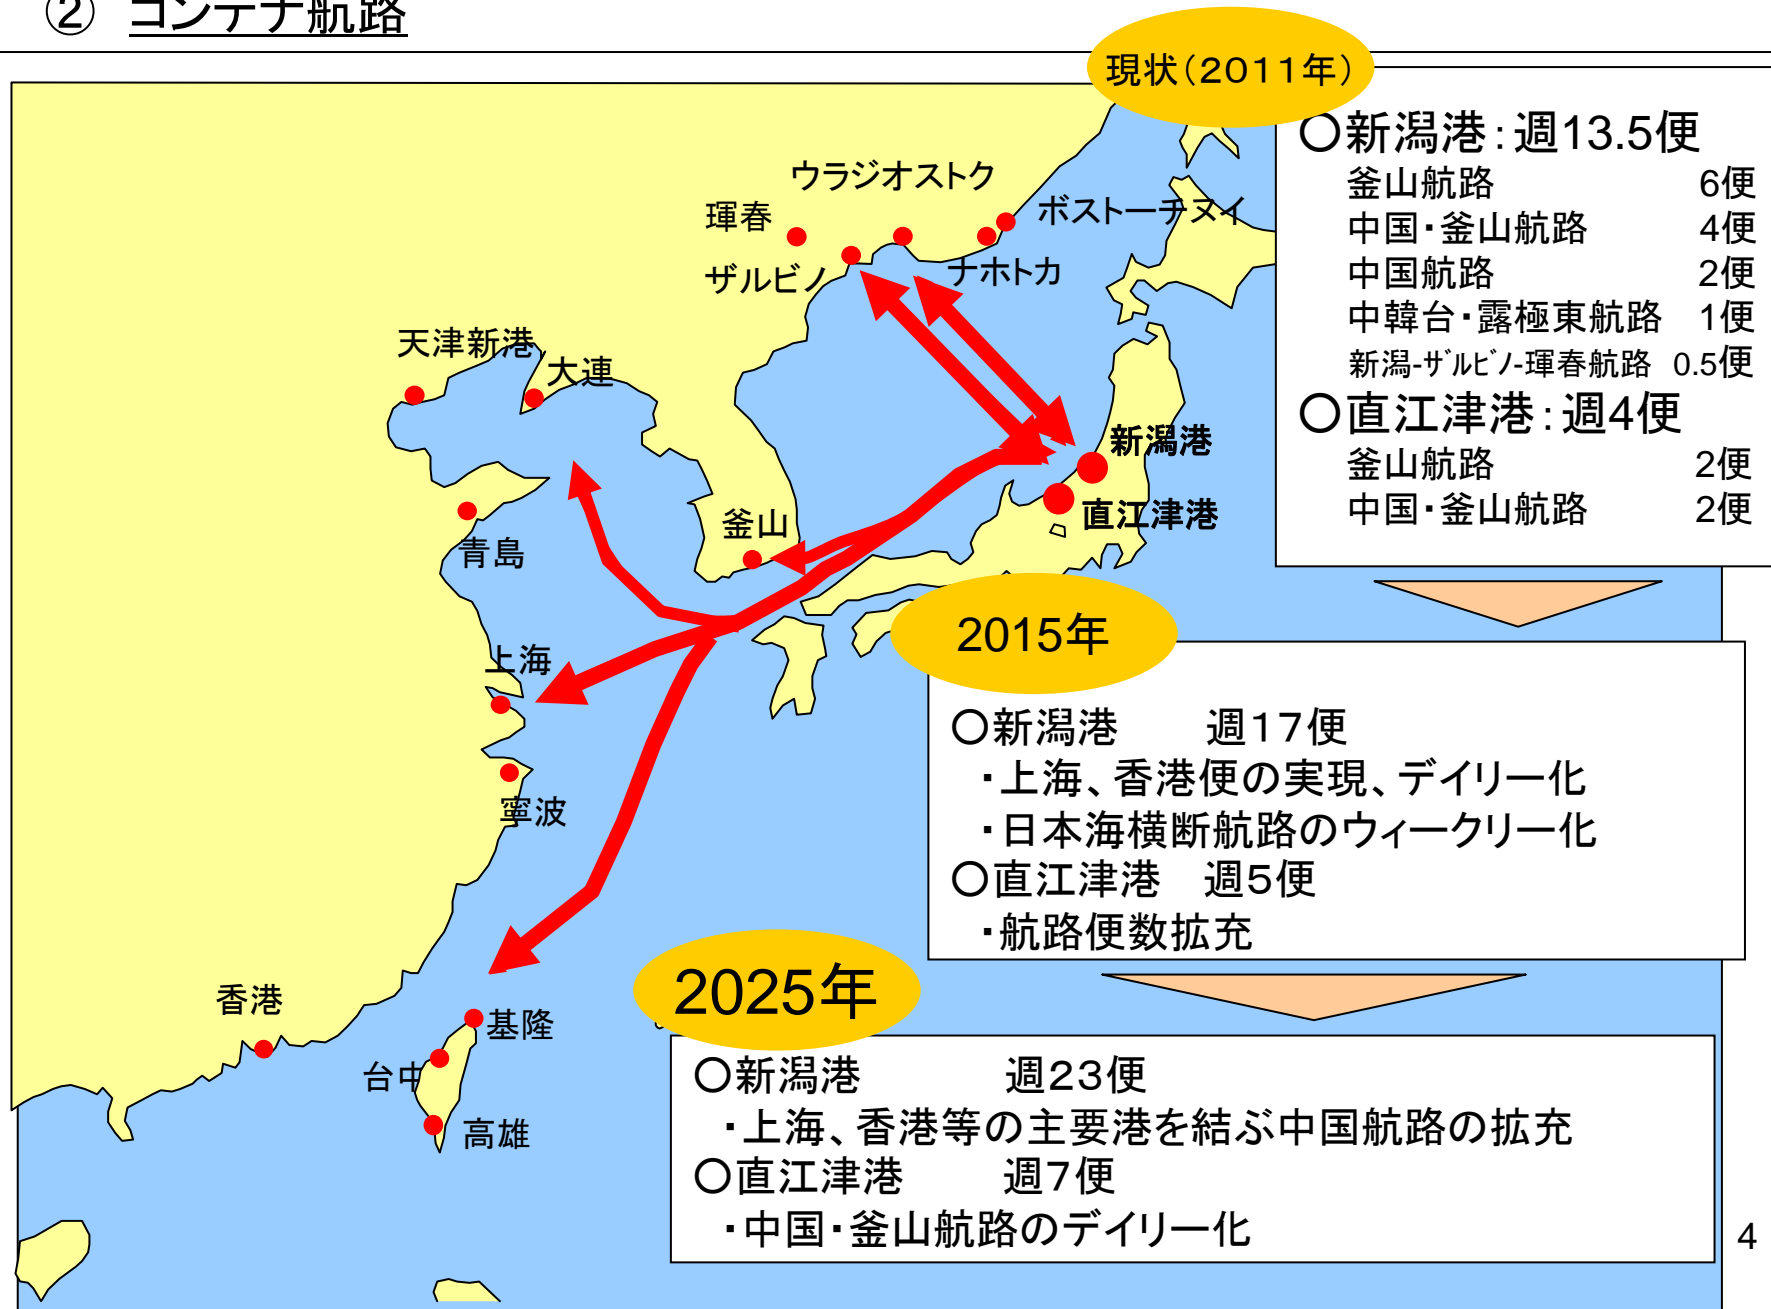 ② コンテナ航路
現状(2011年)
○新潟港:週13.5便
釜山航路 6便
中国・釜山航路 4便
中国航路 2便
中韓台・露極東航路 1便
新潟-ザルビノ-琿春航路 0.5便
○直江津港:週4便
釜山航路 2便
中国・釜山航路 2便
ウラジオストク
琿春
ボストーチヌイ
ザルビノ
ナホトカ
天津新港
大連
新潟港
直江津港
釜山
青島
上海
寧波
香港
基隆
台中
高雄
2015年
○新潟港 週17便
・上海、香港便の実現、デイリー化
・日本海横断航路のウィークリー化
○直江津港 週5便
・航路便数拡充
2025年
○新潟港 週23便
・上海、香港等の主要港を結ぶ中国航路の拡充
○直江津港 週7便
・中国・釜山航路のデイリー化
4